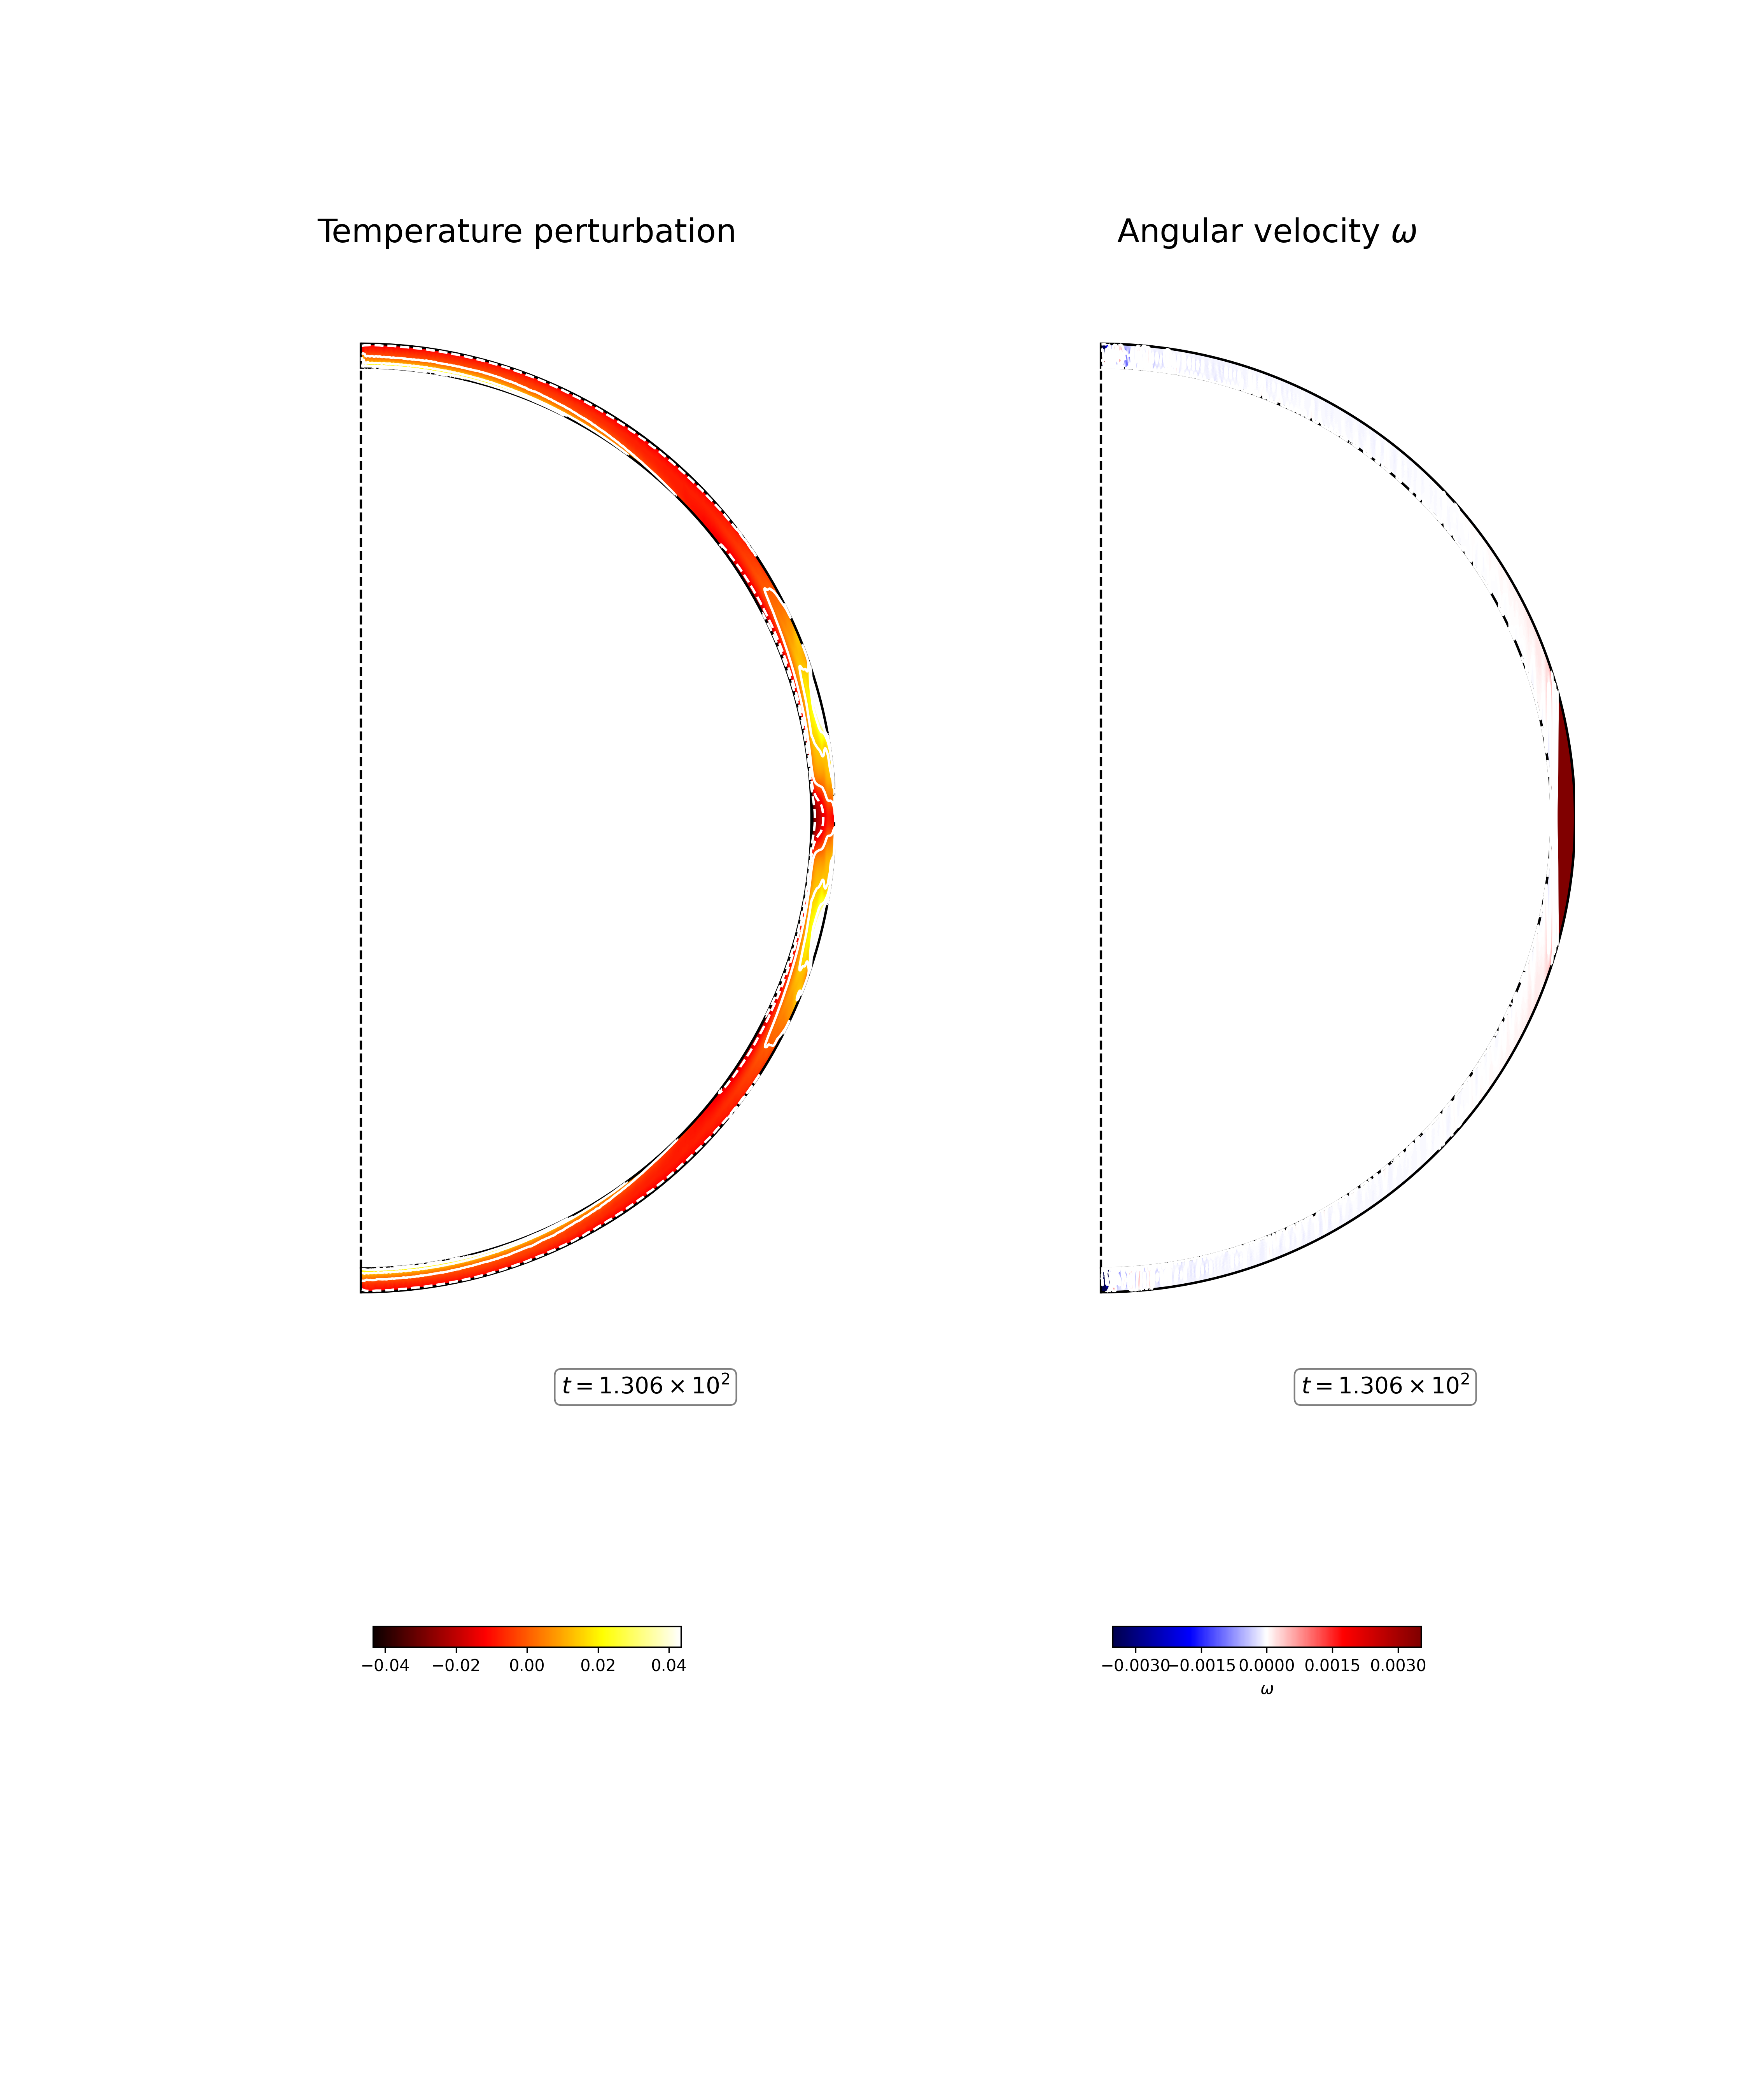 Temperature perturbation
Angular velocity ω
t = 1.306 × 10²
t = 1.306 × 10²
−0.04 −0.02 0.00 0.02 0.04
−0.0030 −0.0015 0.0000 0.0015 0.0030
ω